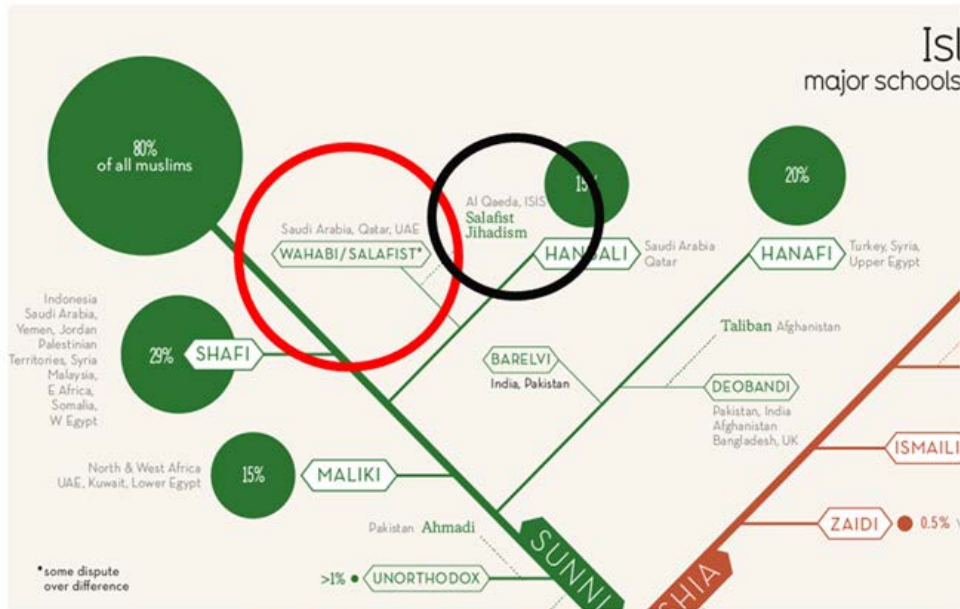 Isl
major schools
80%
of all muslims
Saudi Arabia, Qatar, UAE
WAHABI/SALAFIST*
Al Qaeda, ISIS
Salafist
Jihadism
15%
HANBALI
Saudi Arabia
Qatar
20%
HANAFI
Turkey, Syria,
Upper Egypt
Indonesia
Saudi Arabia,
Yemen, Jordan
Palestinian
Territories, Syria
Malaysia,
E Africa,
Somalia,
W Egypt
29%
SHAFI
Taliban Afghanistan
BARELVI
India, Pakistan
DEOBANDI
Pakistan, India
Afghanistan
Bangladesh, UK
North & West Africa
UAE, Kuwait, Lower Egypt
15%
MALIKI
ISMAILI
ZAIDI
0.5%
Pakistan Ahmadi
SUNNI
SHIA
>1%
UNORTHODOX
*some dispute
over difference